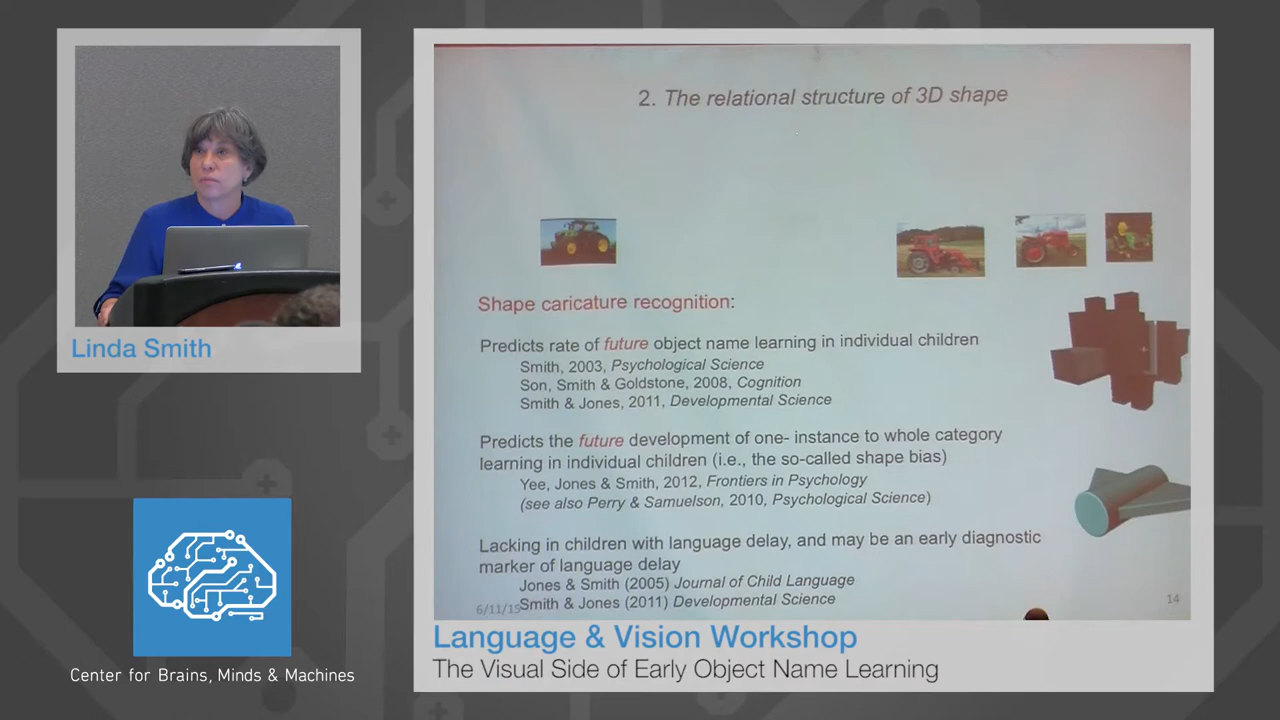 2. The relational structure of 3D shape
Shape caricature recognition:
Predicts rate of future object name learning in individual children
Smith, 2003, Psychological Science
Son, Smith & Goldstone, 2008, Cognition
Smith & Jones, 2011, Developmental Science
Predicts the future development of one- instance to whole category
learning in individual children (i.e., the so-called shape bias)
Yee, Jones & Smith, 2012, Frontiers in Psychology
(see also Perry & Samuelson, 2010, Psychological Science)
Lacking in children with language delay, and may be an early diagnostic
marker of language delay
Jones & Smith (2005) Journal of Child Language
Smith & Jones (2011) Developmental Science
6/11/15
14
Linda Smith
Center for Brains, Minds & Machines
Language & Vision Workshop
The Visual Side of Early Object Name Learning